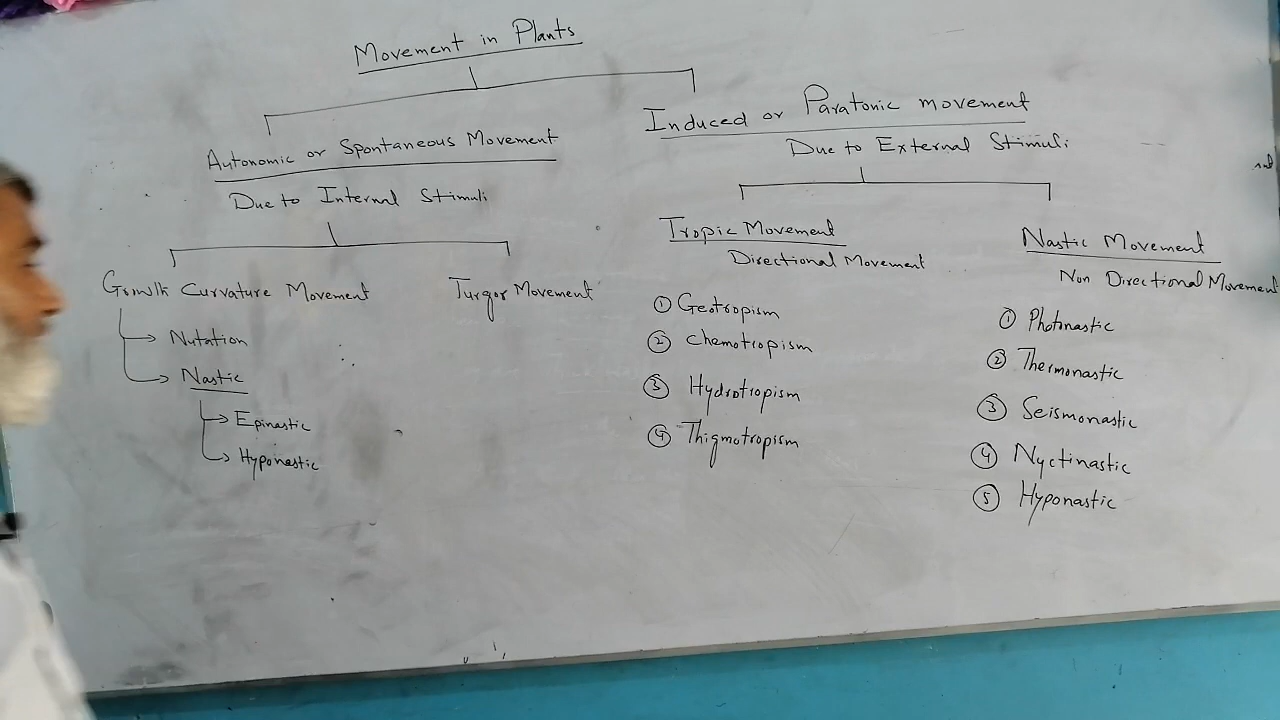 Movement in Plants
Autonomic or Spontaneous Movement
Due to Internal Stimuli
Growth Curvature Movement
Nutation
Nastic
Epinastic
Hyponastic
Turgor Movement
Induced or Paratonic movement
Due to External Stimuli
Tropic Movement
Directional Movement
① Geotropism
② Chemotropism
③ Hydrotropism
④ Thigmotropism
Nastic Movement
Non Directional Movement
① Photonastic
② Thermonastic
③ Seismonastic
④ Nyctinastic
⑤ Hyponastic